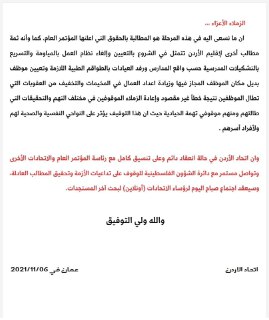 الزملاء الأعزاء ...
ان ما نسعى اليه في هذه المرحلة هو المطالبة بالحقوق التي اعلنها المؤتمر العام، كما وأنه ثمة
مطالب أخرى لإقليم الأردن تتمثل في الشروع بالتعيين وإلغاء نظام العمل بالمياومة والتسريع
بالتشكيلات المدرسية حسب واقع المدارس ورفد العيادات بالطواقم الطبية اللازمة وتعيين موظف
بديل مكان الموظف المجاز فيها وزيادة اعداد العمال في المخيمات والتخفيف من العقوبات التي
تطال الموظفين نتيجة خطأ غير مقصود وإعادة الزملاء الموقوفين في مختلف التهم والتحقيقات التي
طالتهم ومنهم موقوفي تهمة الحيادية حيث ان هذا التوقيف يؤثر على النواحي النفسية والصحية لهم
ولأفراد أسرهم .
وان اتحاد الأردن في حالة انعقاد دائم وعلى تنسيق كامل مع رئاسة المؤتمر العام والاتحادات الأخرى
وتواصل مستمر مع دائرة الشؤون الفلسطينية للوقوف على تداعيات الأزمة وتحقيق المطالب العادلة،
وسيعقد اجتماع صباح اليوم لرؤساء الاتحادات (أونلاين) لبحث آخر المستجدات.
والله ولي التوفيق
اتحاد الاردن
عمان في 2021/11/06